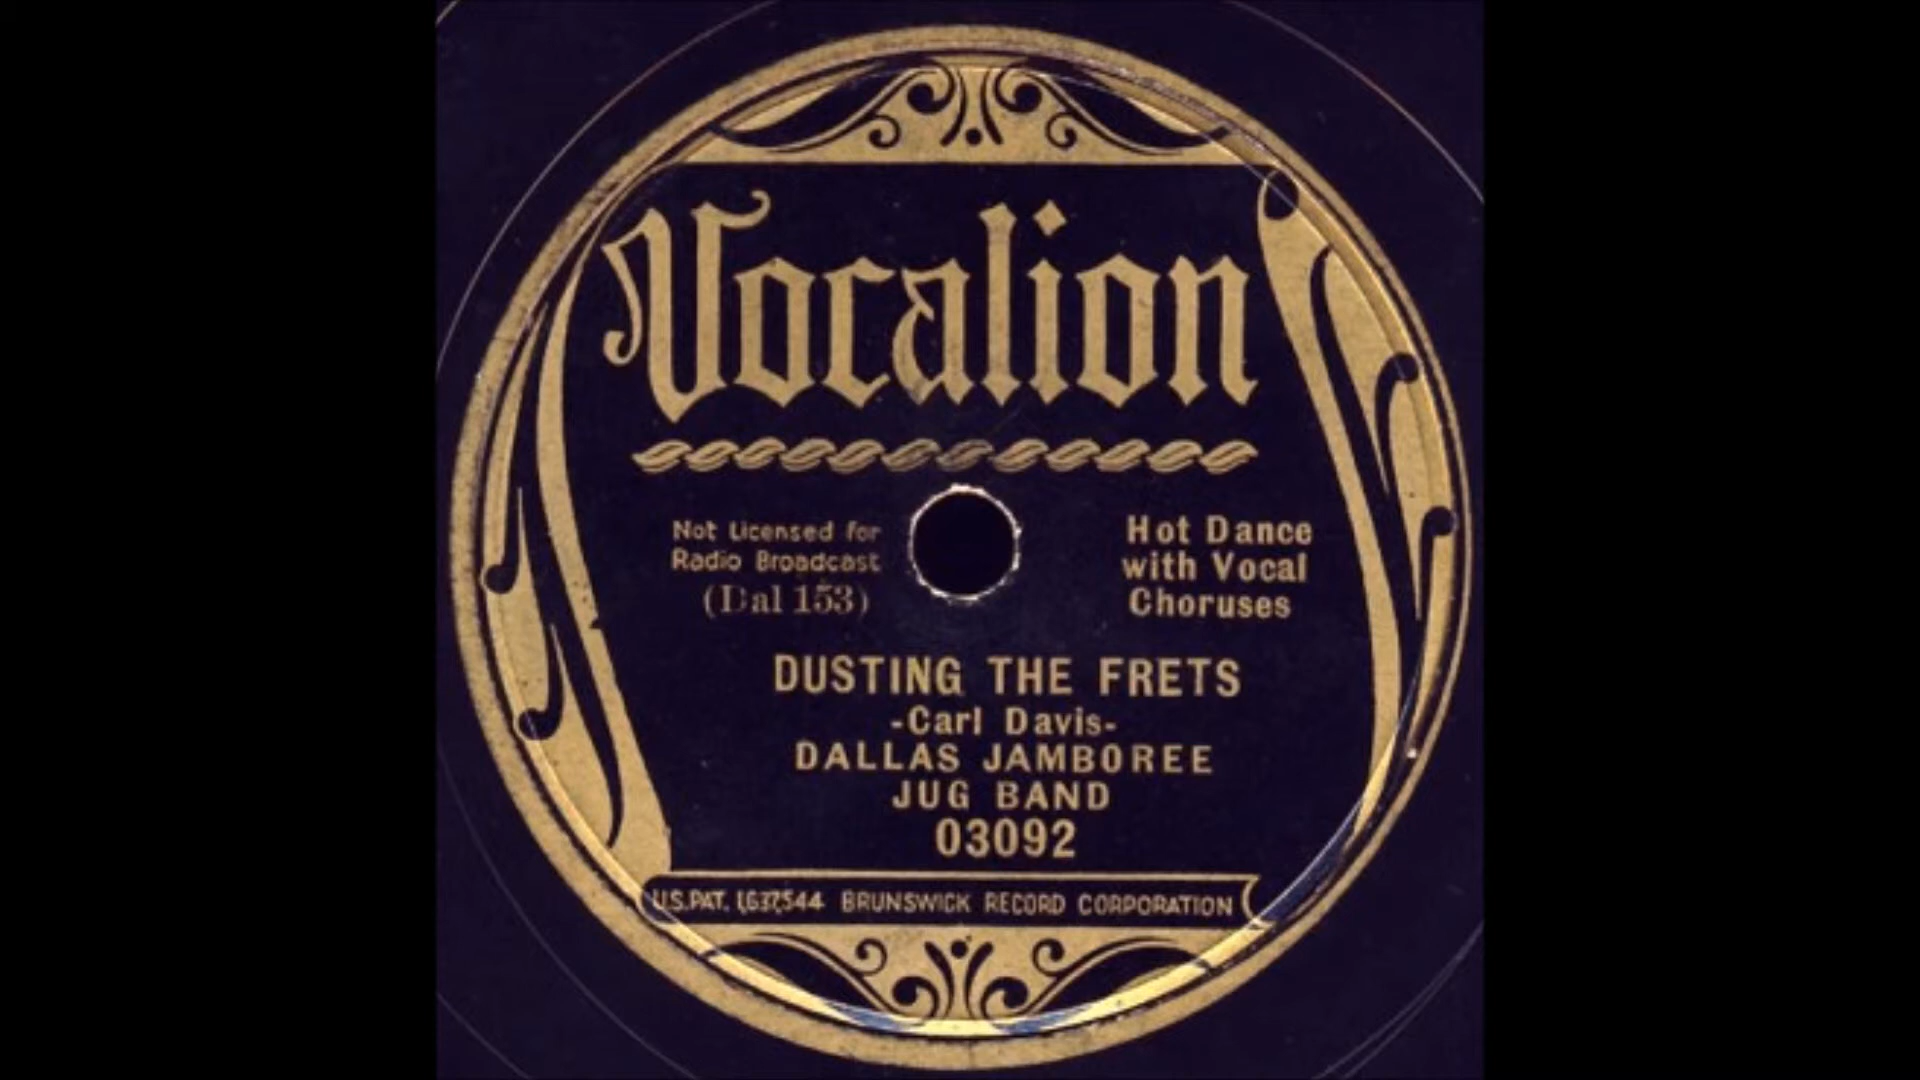 Vocalion
Not Licensed for
Radio Broadcast
(Dal 153)
Hot Dance
with Vocal
Choruses
DUSTING THE FRETS
-Carl Davis-
DALLAS JAMBOREE
JUG BAND
03092
U.S. PAT. 1,637,544 BRUNSWICK RECORD CORPORATION